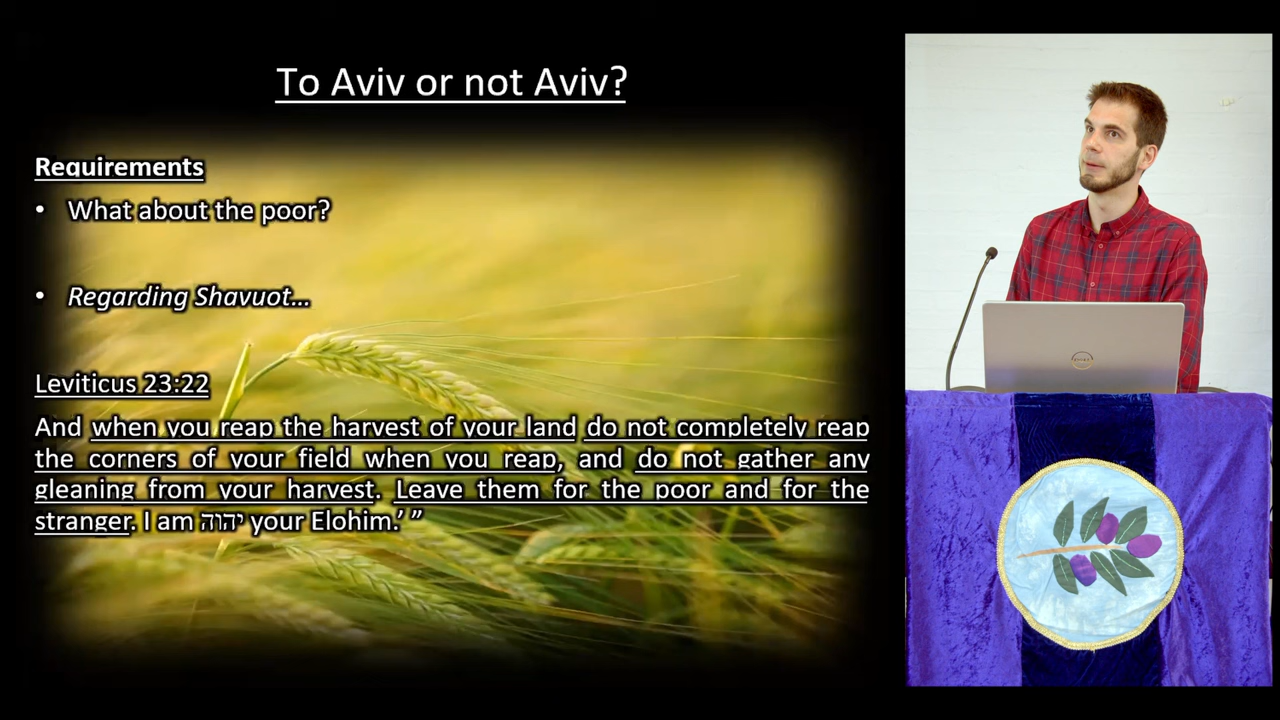 To Aviv or not Aviv?
Requirements
• What about the poor?
• Regarding Shavuot...
Leviticus 23:22
And when you reap the harvest of your land do not completely reap
the corners of your field when you reap, and do not gather any
gleaning from your harvest. Leave them for the poor and for the
stranger. I am יהוה your Elohim.’ ”
DELL